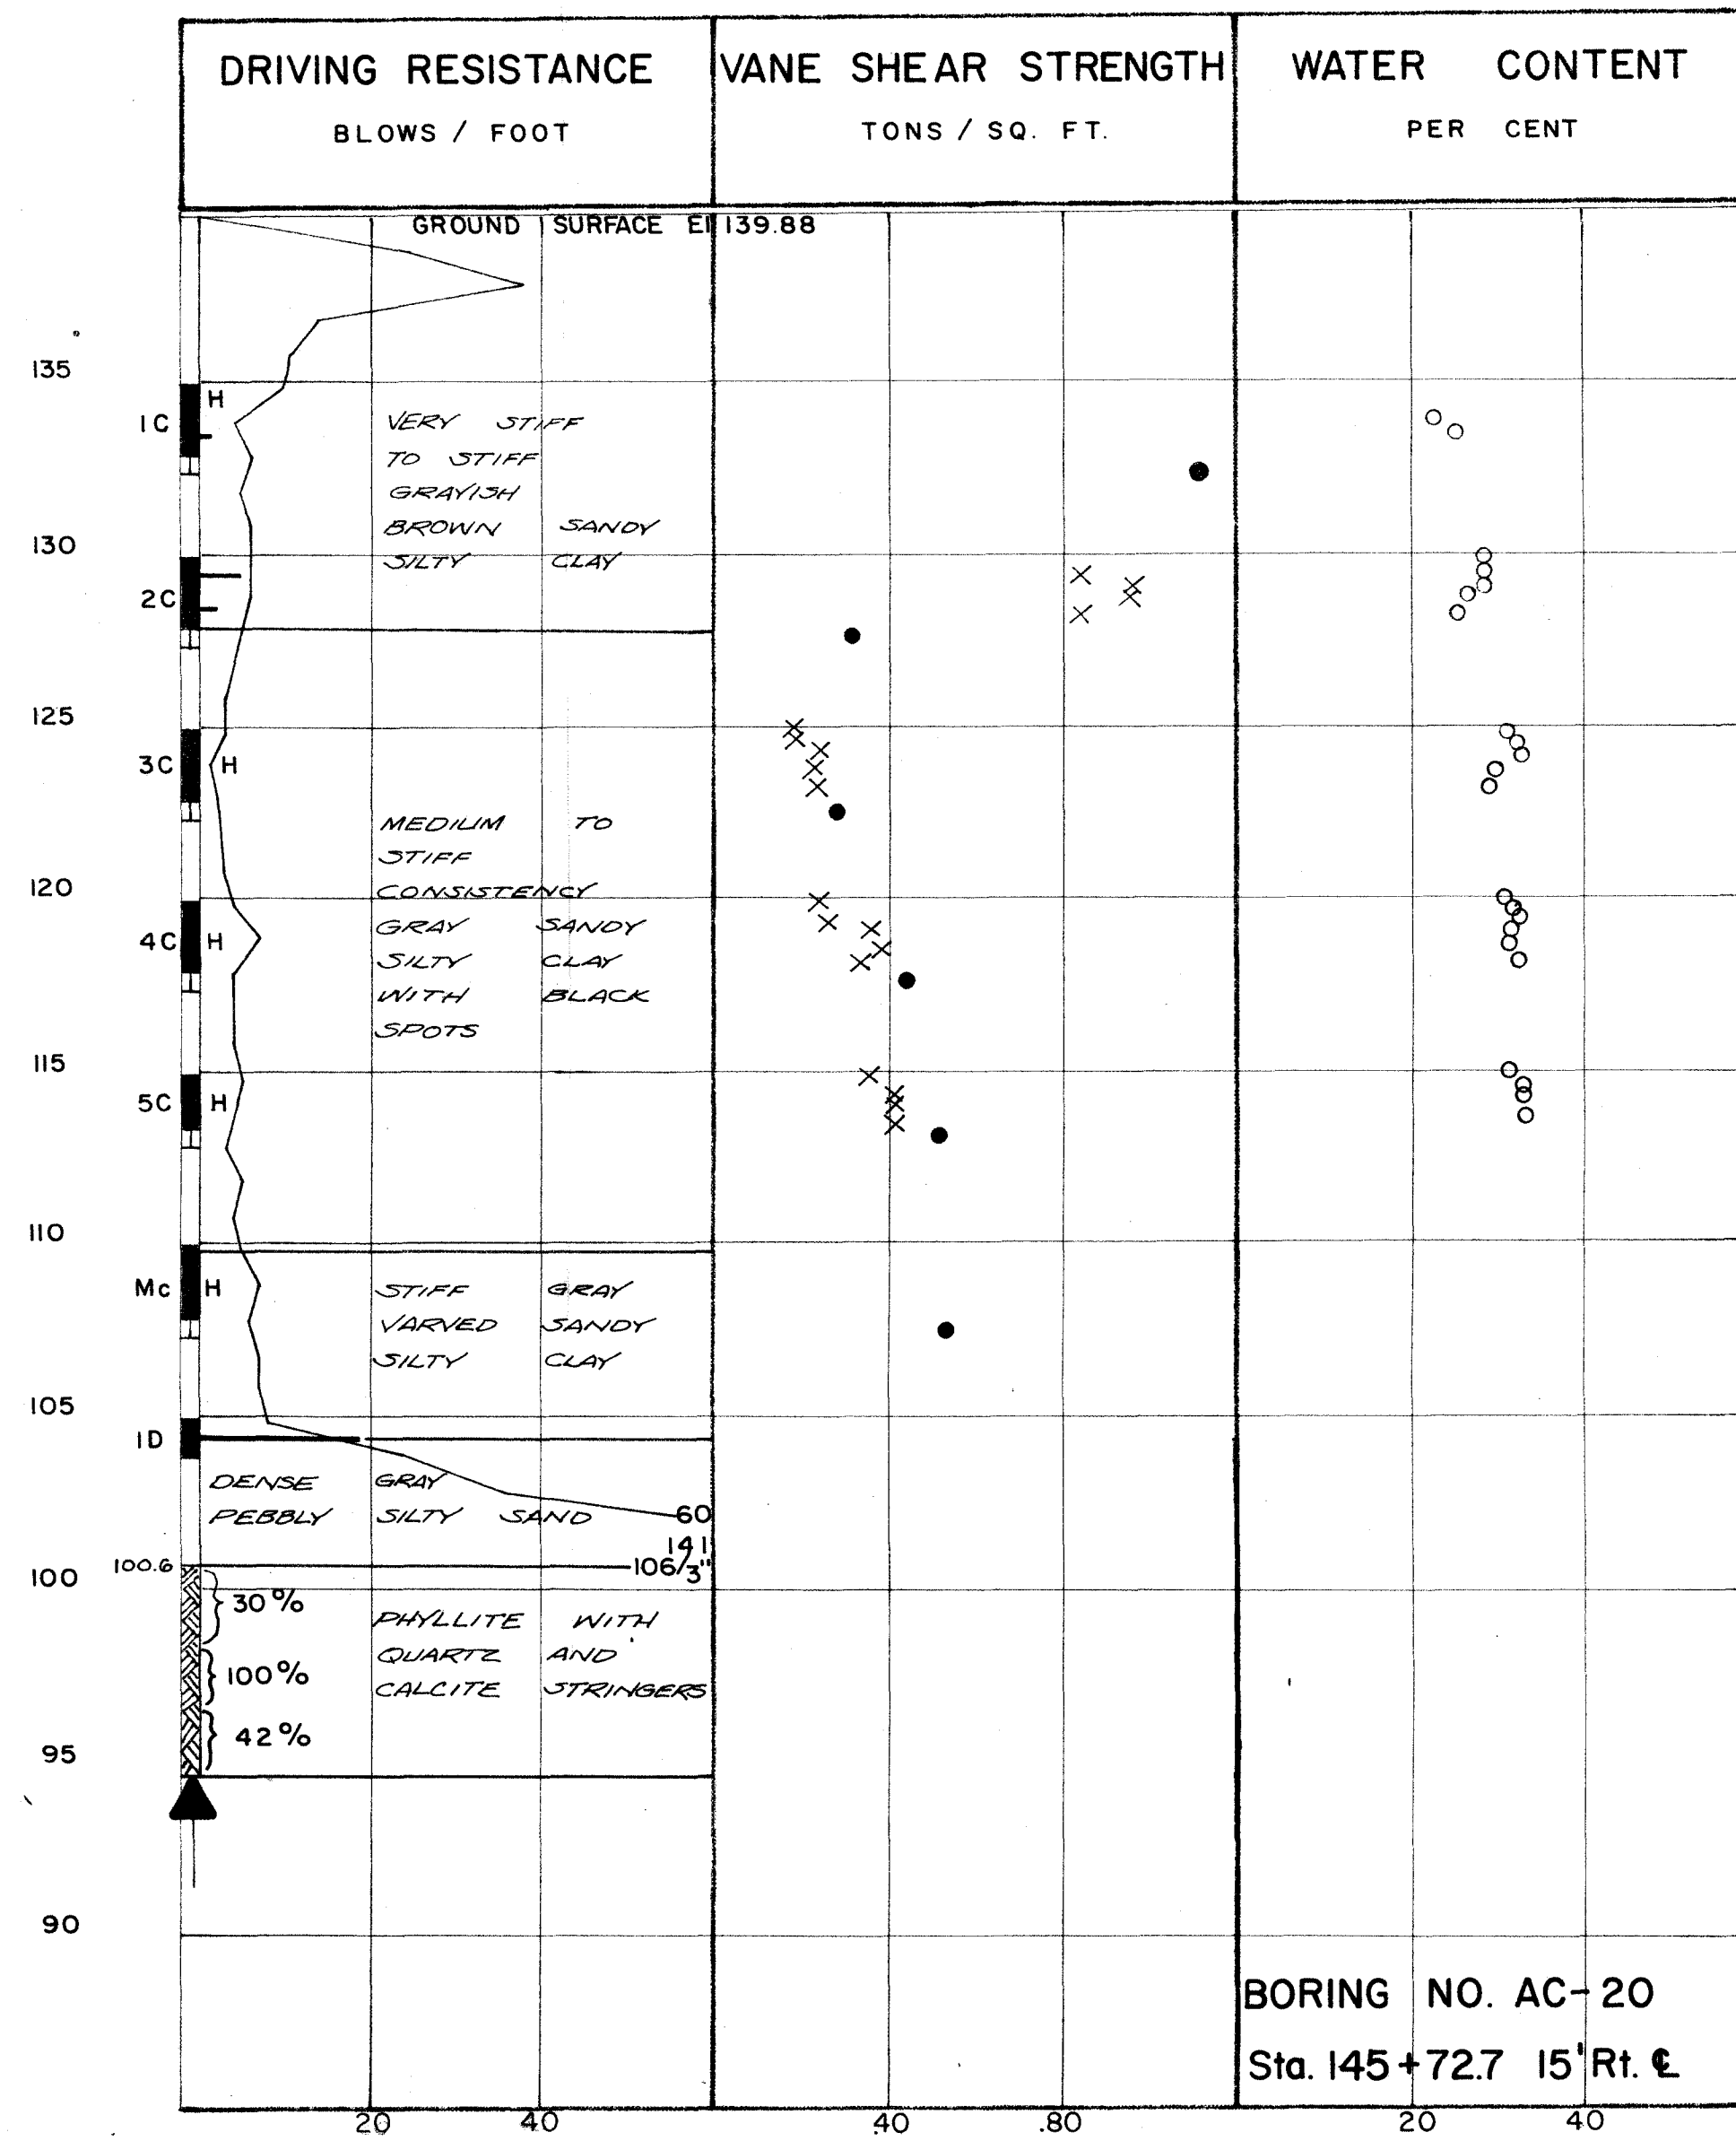 DRIVING RESISTANCE
BLOWS / FOOT
VANE SHEAR STRENGTH
TONS / SQ. FT.
WATER CONTENT
PER CENT
GROUND SURFACE El 139.88
135
H
1C
VERY STIFF
TO STIFF
GRAYISH
BROWN SANDY
130
SILTY CLAY
2C
125
3C
H
MEDIUM TO
STIFF
120
CONSISTENCY
GRAY SANDY
4C
H
SILTY CLAY
WITH BLACK
SPOTS
115
5C
H
110
Mc
H
STIFF GRAY
VARVED SANDY
SILTY CLAY
105
1D
DENSE GRAY
PEBBLY SILTY SAND
60
141
100.6
106/3"
100
30%
PHYLLITE WITH
QUARTZ AND
100%
CALCITE STRINGERS
42%
95
90
BORING NO. AC-20
Sta. 145+72.7 15' Rt. ℄
20 40 .40 .80 20 40